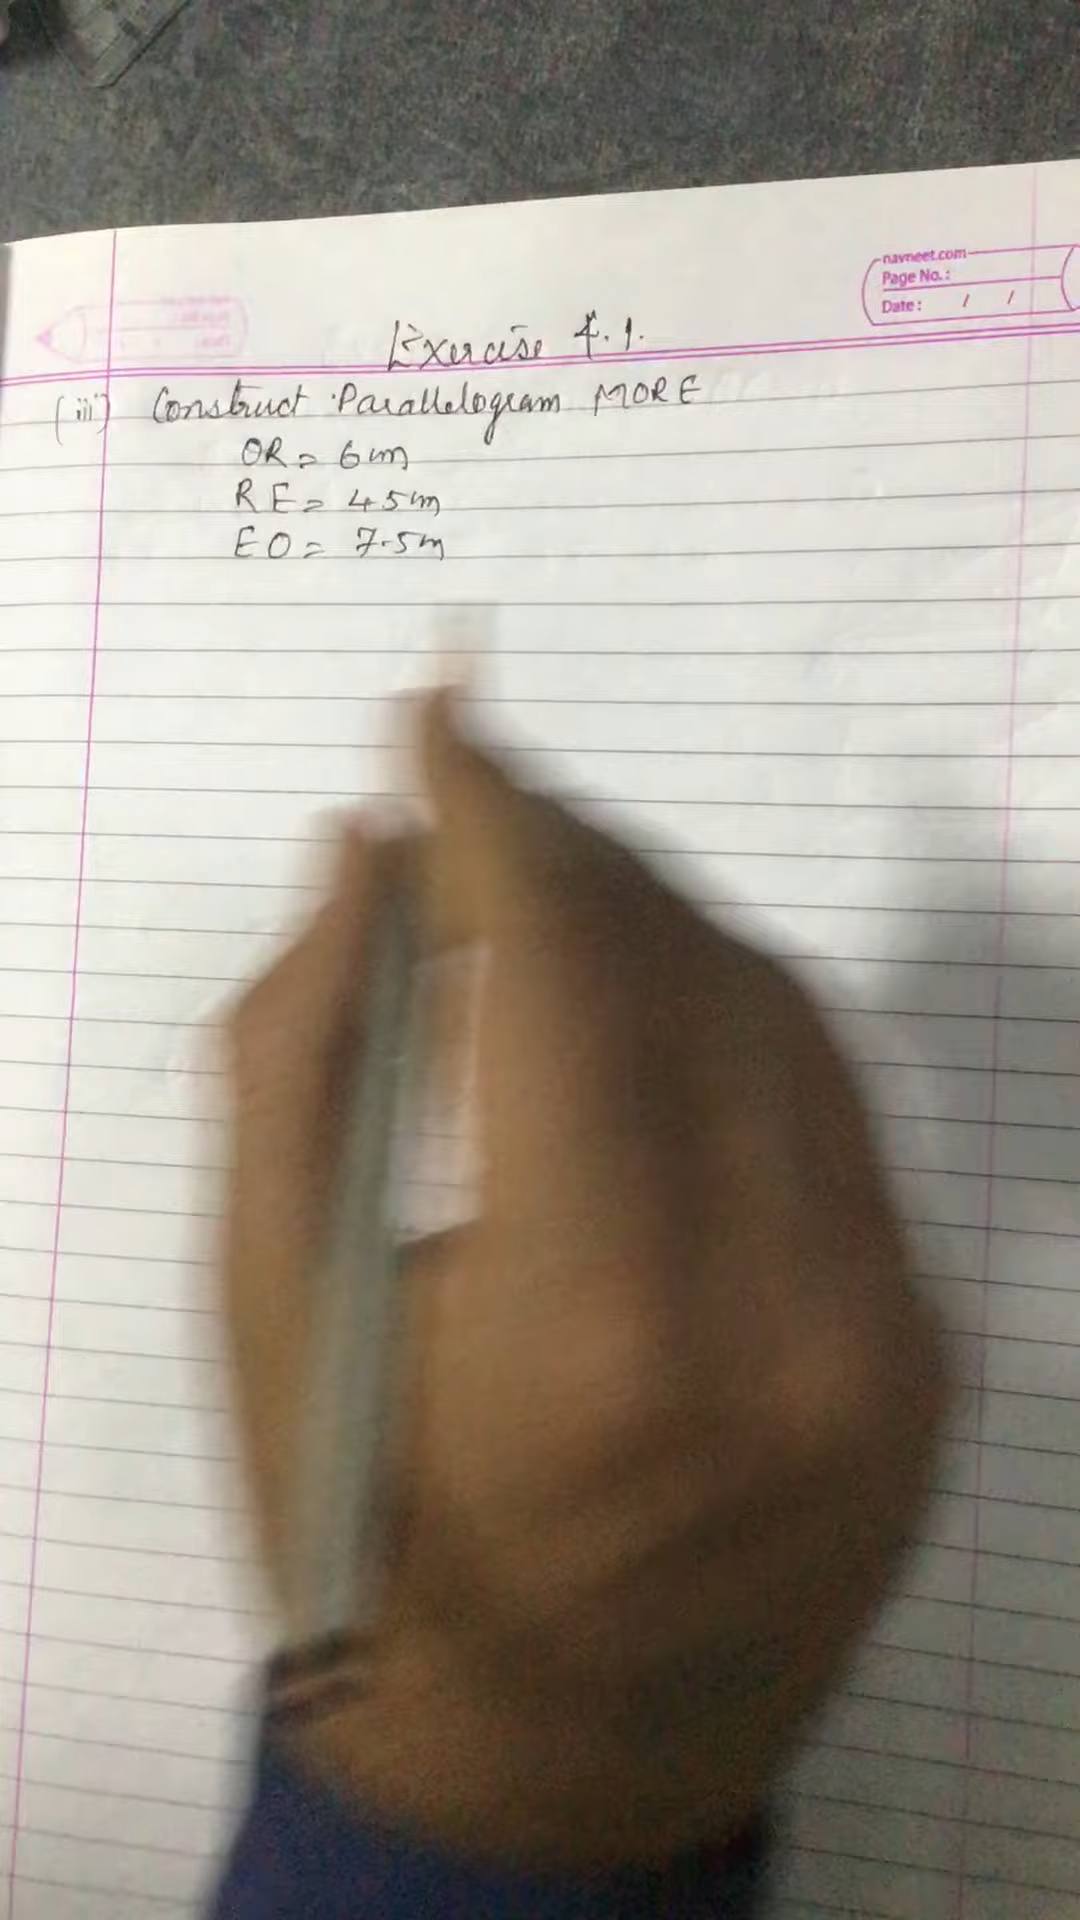 navneet.com
Page No.:
Date: / /
Exercise 4.1.
(iii) Construct Parallelogram MORE
OR = 6cm
RE = 4.5cm
EO = 7.5cm